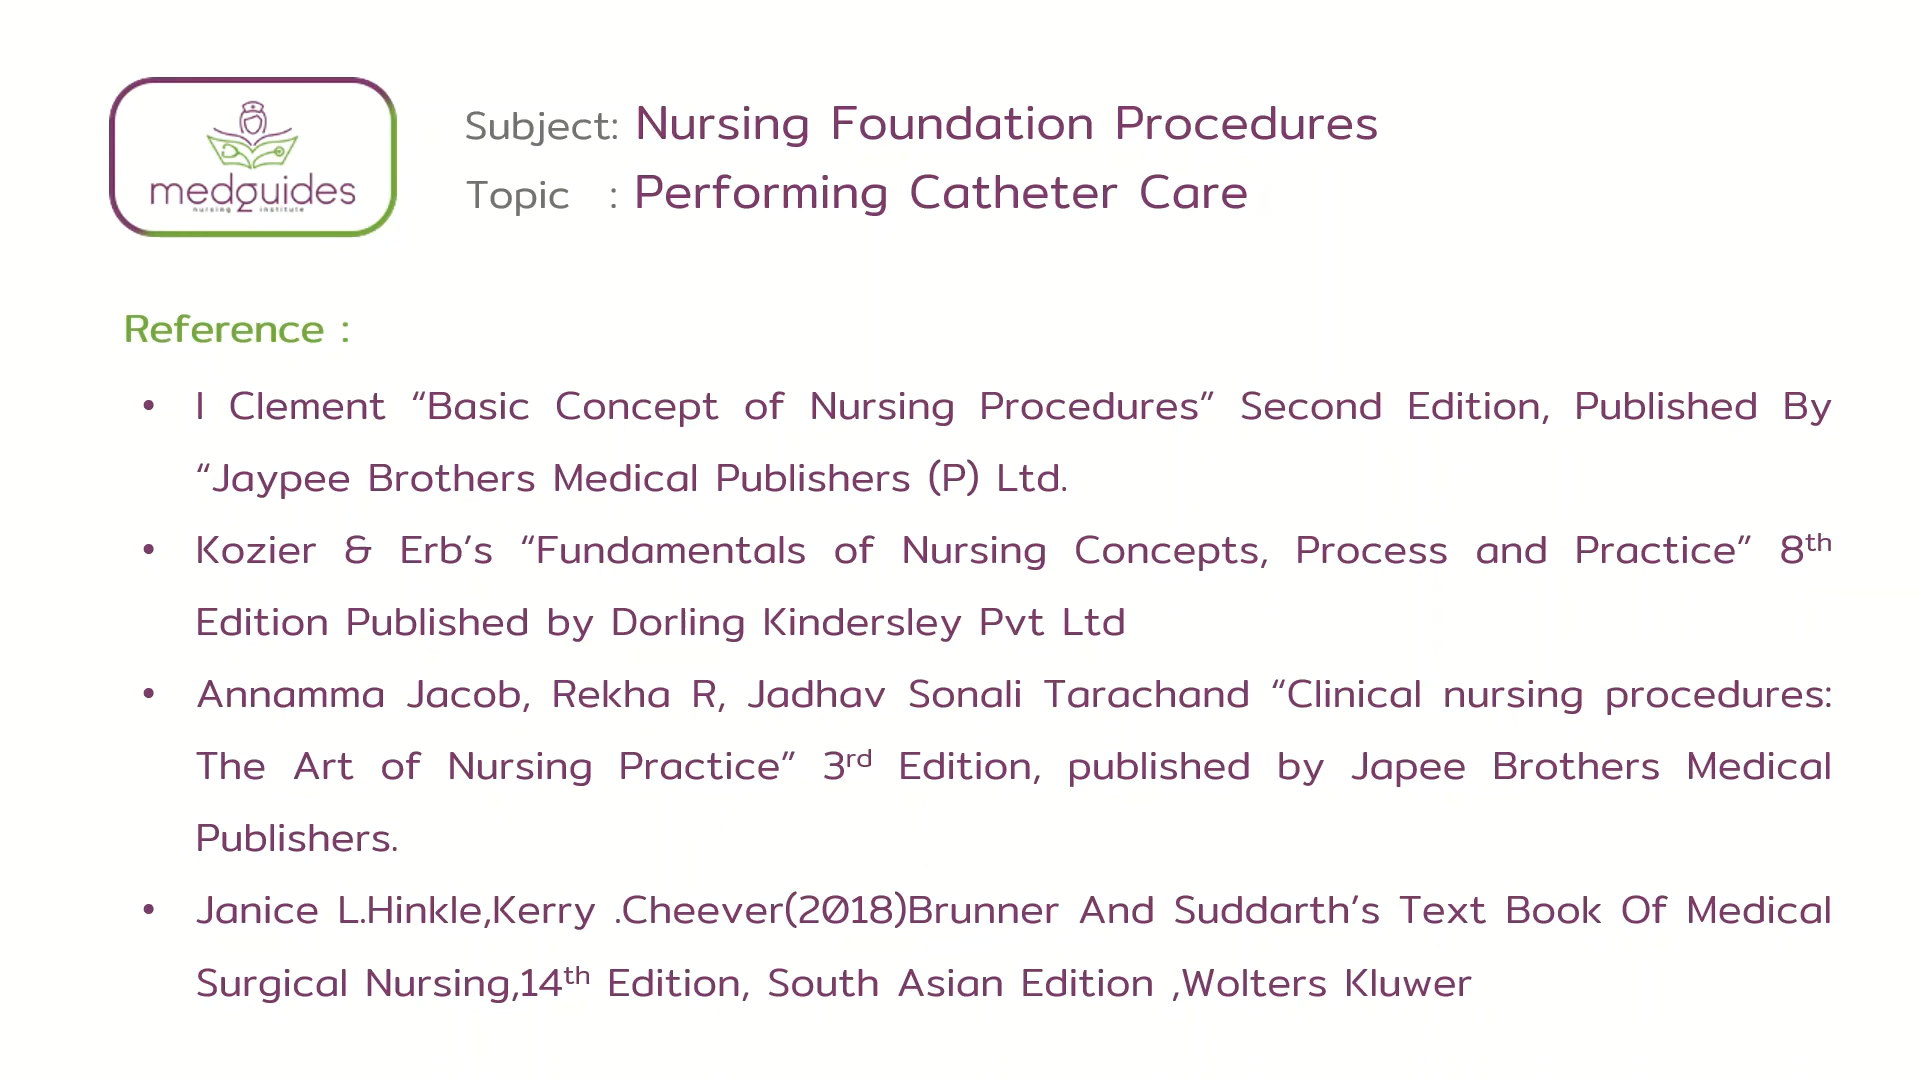 medguides
nursing institute
Subject: Nursing Foundation Procedures
Topic : Performing Catheter Care
Reference :
• I Clement “Basic Concept of Nursing Procedures” Second Edition, Published By
“Jaypee Brothers Medical Publishers (P) Ltd.
• Kozier & Erb’s “Fundamentals of Nursing Concepts, Process and Practice” 8th
Edition Published by Dorling Kindersley Pvt Ltd
• Annamma Jacob, Rekha R, Jadhav Sonali Tarachand “Clinical nursing procedures:
The Art of Nursing Practice” 3rd Edition, published by Japee Brothers Medical
Publishers.
• Janice L.Hinkle,Kerry .Cheever(2018)Brunner And Suddarth’s Text Book Of Medical
Surgical Nursing,14th Edition, South Asian Edition ,Wolters Kluwer